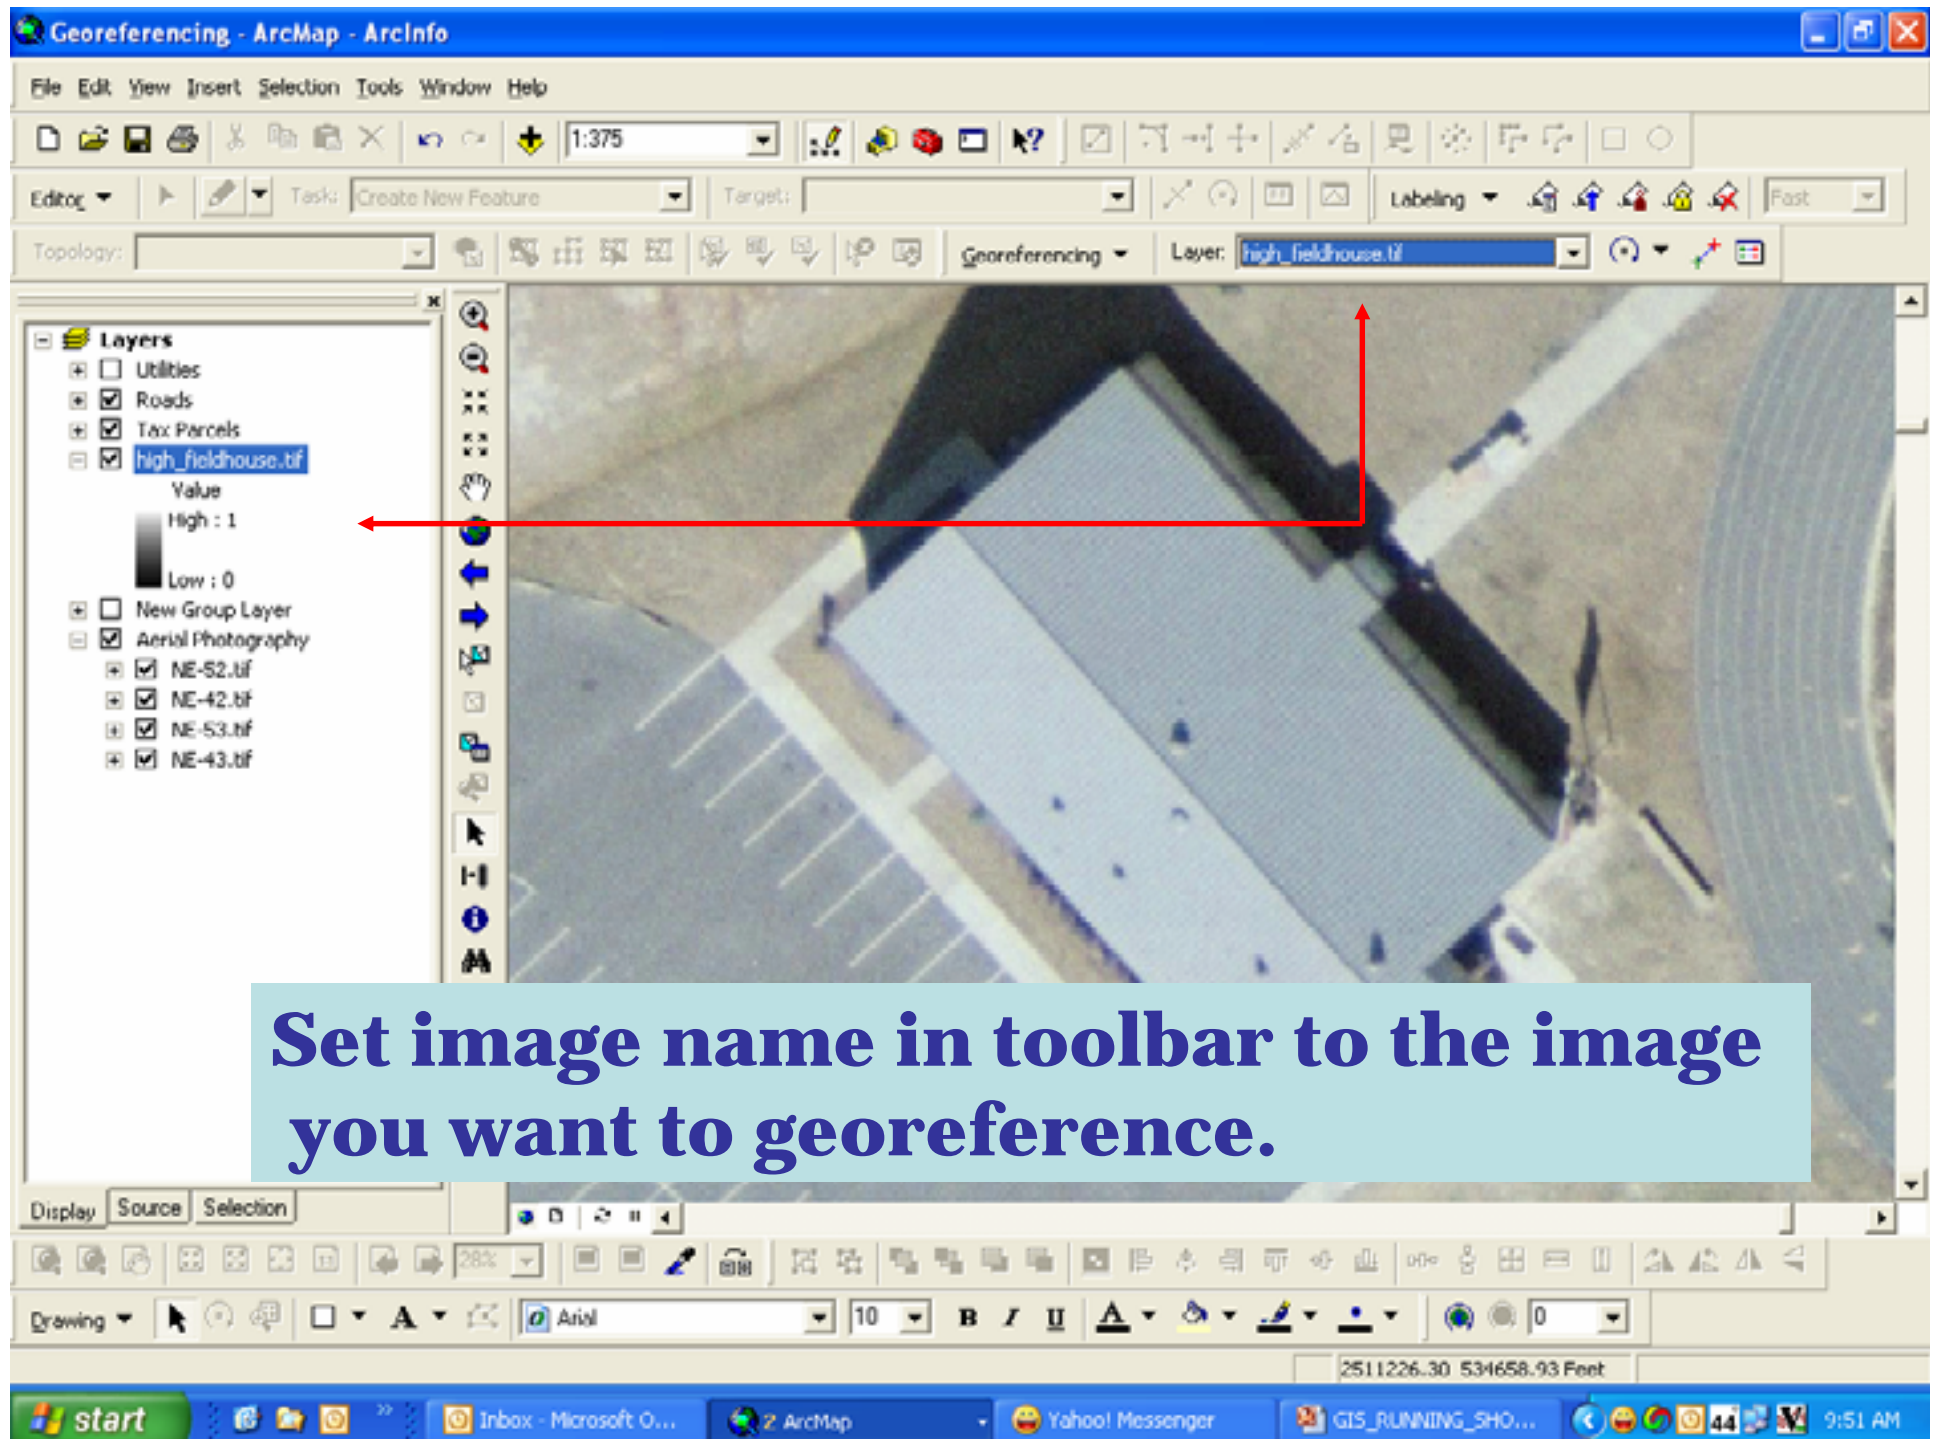 Georeferencing - ArcMap - ArcInfo
File Edit View Insert Selection Tools Window Help
1:375
Editor Task: Create New Feature Target: Labeling Fast
Topology: Georeferencing Layer: high_fieldhouse.tif
Layers
Utilities
Roads
Tax Parcels
high_fieldhouse.tif
Value
High : 1
Low : 0
New Group Layer
Aerial Photography
NE-52.tif
NE-42.tif
NE-53.tif
NE-43.tif
Set image name in toolbar to the image
you want to georeference.
Display Source Selection
28%
Drawing A Arial 10 B I U A 0
2511226.30 534658.93 Feet
start Inbox - Microsoft O... 2 ArcMap Yahoo! Messenger GIS_RUNNING_SHO... 44 9:51 AM